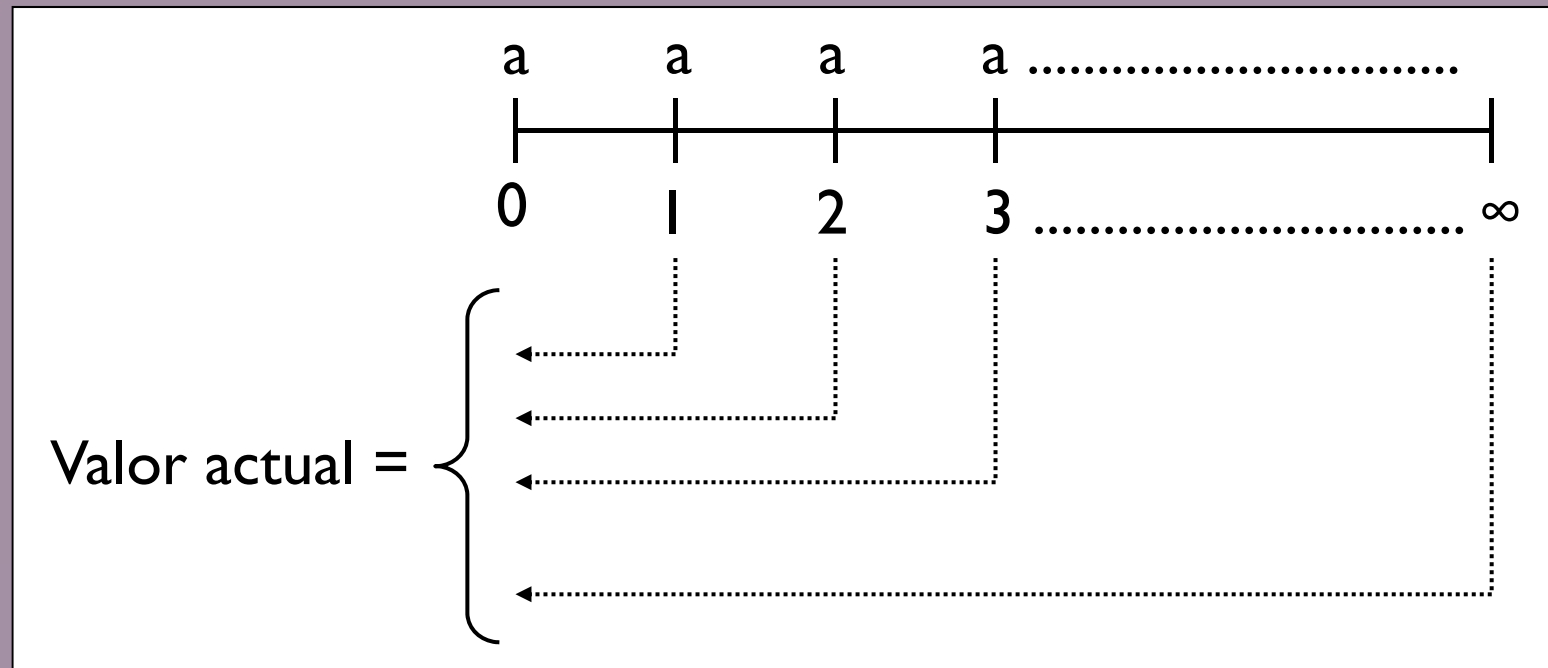 a a a a ...............................
0 1 2 3 ............................... ∞
Valor actual =